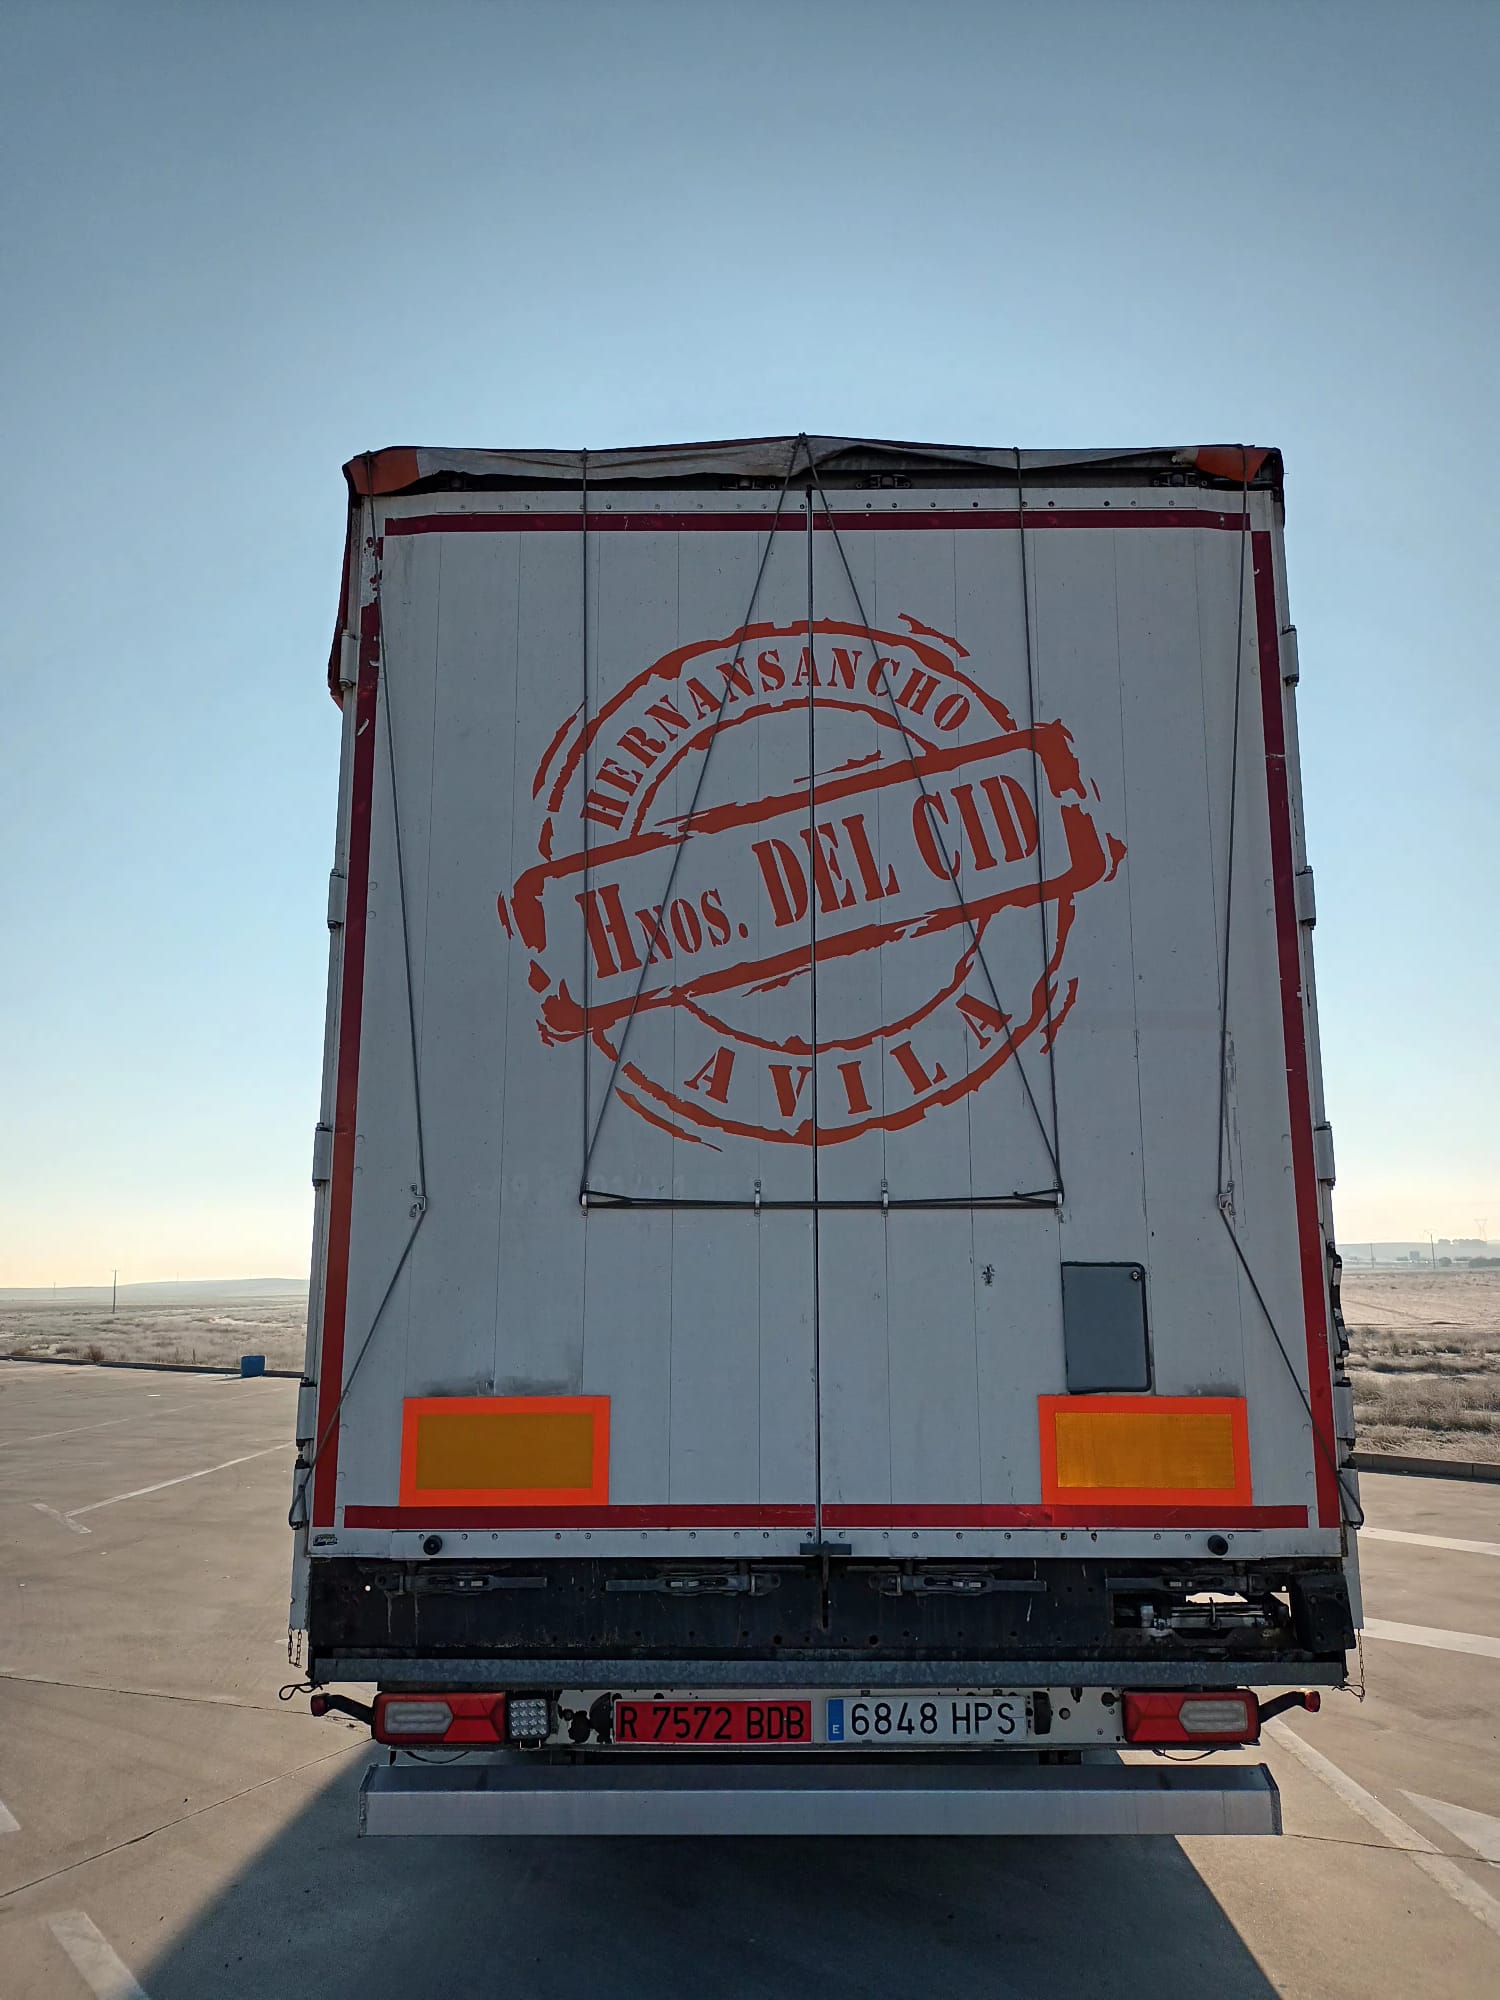 HERNANSANCHO
HNOS. DEL CID
AVILA
R 7572 BDB
E
6848 HPS